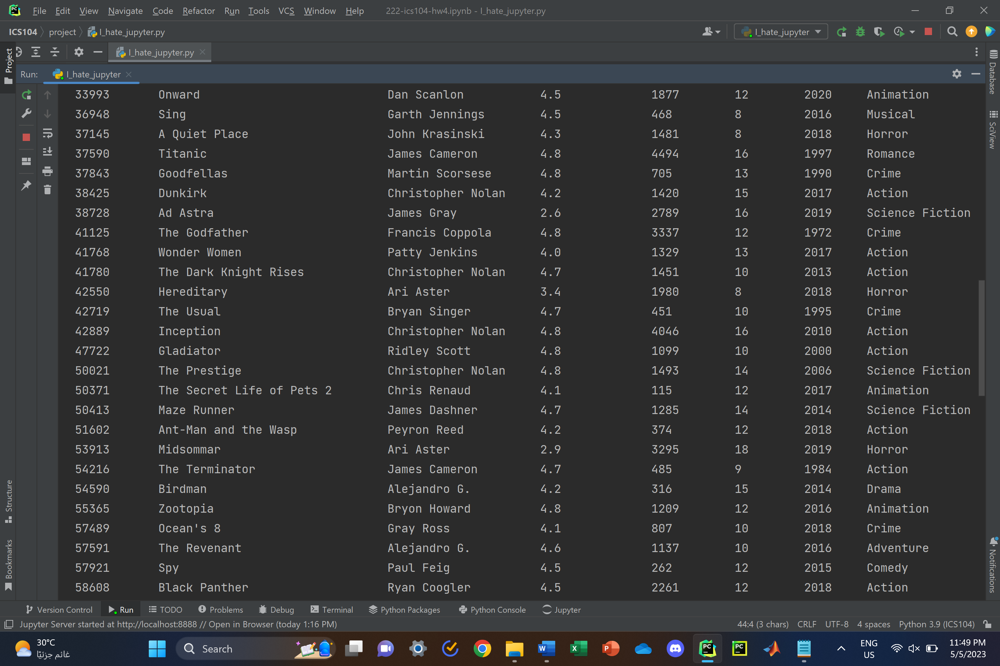 PC File Edit View Navigate Code Refactor Run Tools VCS Window Help 222-ics104-hw4.ipynb - I_hate_jupyter.py
ICS104 project I_hate_jupyter.py I_hate_jupyter
Project I_hate_jupyter.py
Run: I_hate_jupyter
33993 Onward Dan Scanlon 4.5 1877 12 2020 Animation
36948 Sing Garth Jennings 4.5 468 8 2016 Musical
37145 A Quiet Place John Krasinski 4.3 1481 8 2018 Horror
37590 Titanic James Cameron 4.8 4494 16 1997 Romance
37843 Goodfellas Martin Scorsese 4.8 705 13 1990 Crime
38425 Dunkirk Christopher Nolan 4.2 1420 15 2017 Action
38728 Ad Astra James Gray 2.6 2789 16 2019 Science Fiction
41125 The Godfather Francis Coppola 4.8 3337 12 1972 Crime
41768 Wonder Women Patty Jenkins 4.0 1329 13 2017 Action
41780 The Dark Knight Rises Christopher Nolan 4.7 1451 10 2013 Action
42550 Hereditary Ari Aster 3.4 1980 8 2018 Horror
42719 The Usual Bryan Singer 4.7 451 10 1995 Crime
42889 Inception Christopher Nolan 4.8 4046 16 2010 Action
47722 Gladiator Ridley Scott 4.8 1099 10 2000 Action
50021 The Prestige Christopher Nolan 4.8 1493 14 2006 Science Fiction
50371 The Secret Life of Pets 2 Chris Renaud 4.1 115 12 2017 Animation
50413 Maze Runner James Dashner 4.7 1285 14 2014 Science Fiction
51602 Ant-Man and the Wasp Peyron Reed 4.2 374 12 2018 Action
53913 Midsommar Ari Aster 2.9 3295 18 2019 Horror
54216 The Terminator James Cameron 4.7 485 9 1984 Action
54590 Birdman Alejandro G. 4.2 316 15 2014 Drama
55365 Zootopia Bryon Howard 4.8 1209 12 2016 Animation
57489 Ocean's 8 Gray Ross 4.1 807 10 2018 Crime
57591 The Revenant Alejandro G. 4.6 1137 10 2016 Adventure
57921 Spy Paul Feig 4.5 262 12 2015 Comedy
58608 Black Panther Ryan Coogler 4.5 2261 12 2018 Action
Structure
Bookmarks
Database
SciView
Notifications
Version Control Run TODO Problems Debug Terminal Python Packages Python Console Jupyter
Jupyter Server started at http://localhost:8888 // Open in Browser (today 1:16 PM) 44:4 (3 chars) CRLF UTF-8 4 spaces Python 3.9 (ICS104)
30°C
غائم جزئيًا
Search
W X P PC PC
ENG
US
11:49 PM
5/5/2023